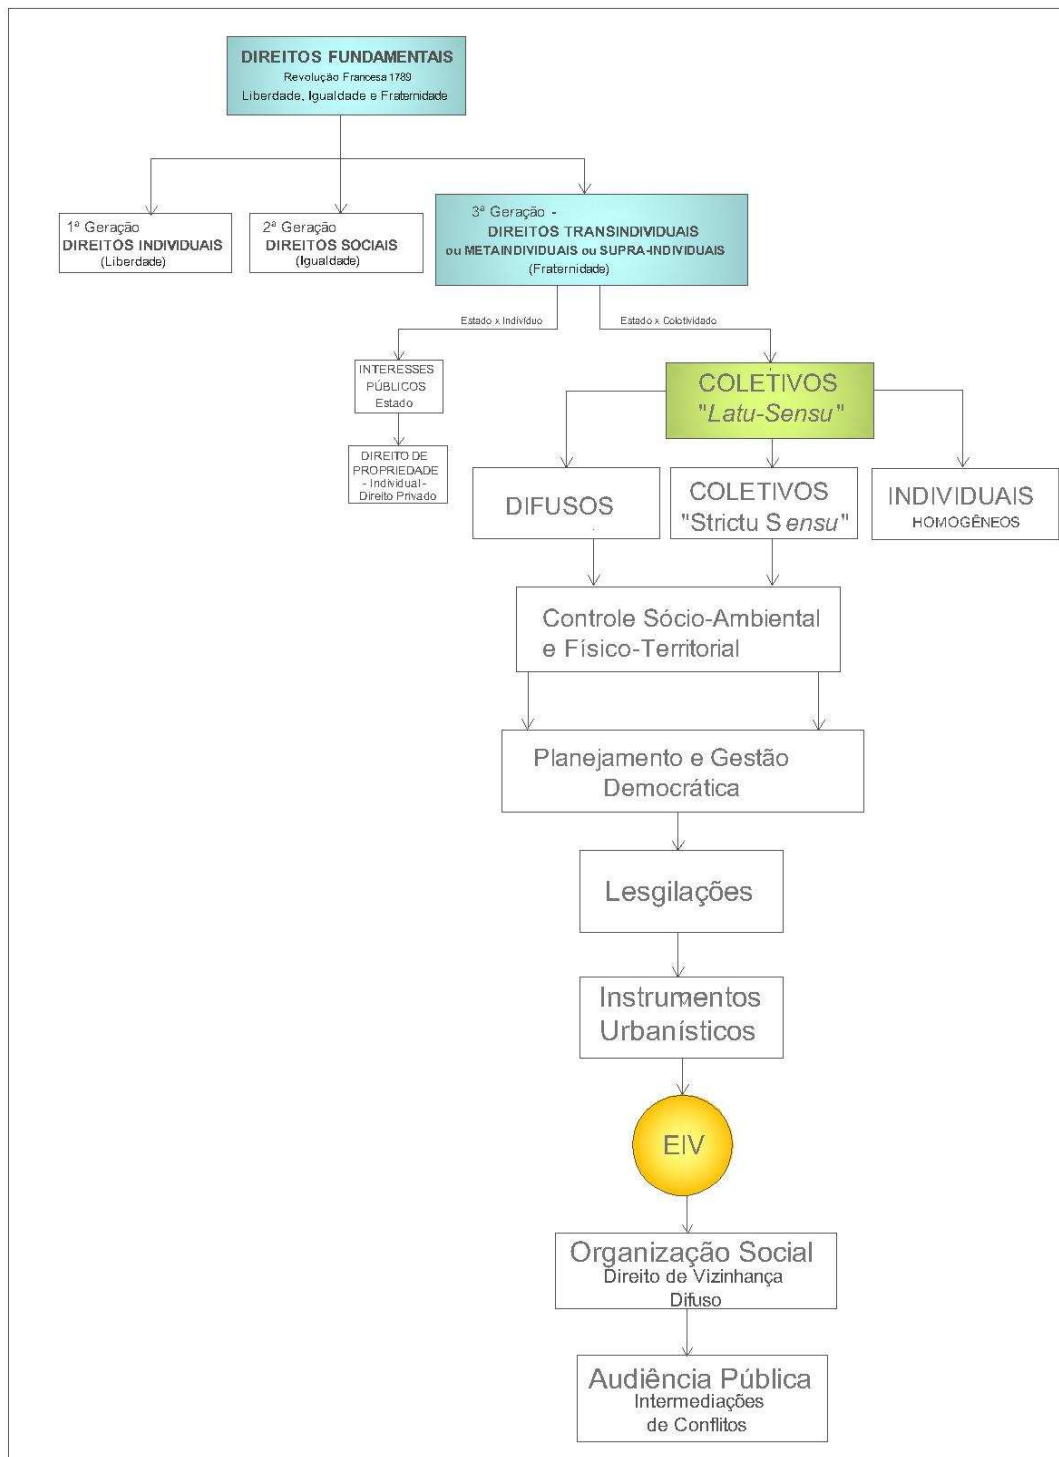 DIREITOS FUNDAMENTAIS
Revolução Francesa 1789
Liberdade, Igualdade e Fraternidade
1ª Geração
DIREITOS INDIVIDUAIS
(Liberdade)
2ª Geração
DIREITOS SOCIAIS
(Igualdade)
3ª Geração -
DIREITOS TRANSINDIVIDUAIS
ou METAINDIVIDUAIS ou SUPRA-INDIVIDUAIS
(Fraternidade)
Estado x Indivíduo
Estado x Colotividado
INTERESSES
PÚBLICOS
Estado
DIREITO DE
PROPRIEDADE
- Individual -
Direito Privado
COLETIVOS
"Latu-Sensu"
DIFUSOS
COLETIVOS
"Strictu Sensu"
INDIVIDUAIS
HOMOGÊNEOS
Controle Sócio-Ambiental
e Físico-Territorial
Planejamento e Gestão
Democrática
Lesgilações
Instrumentos
Urbanísticos
EIV
Organização Social
Direito de Vizinhança
Difuso
Audiência Pública
Intermediações
de Conflitos